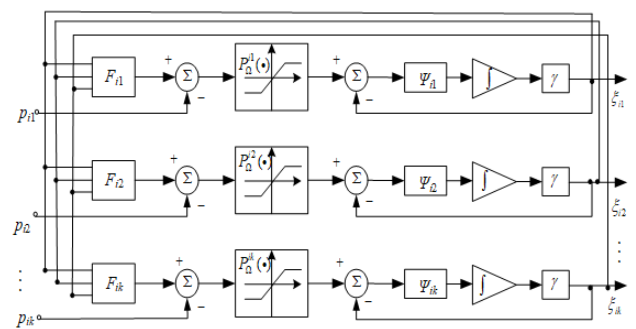 F_{i1} + Σ − P_Ω^{i1}(•) + Σ − Ψ_{i1} ∫ γ ξ_{i1}
p_{i1}
F_{i2} + Σ − P_Ω^{i2}(•) + Σ − Ψ_{i2} ∫ γ ξ_{i2}
p_{i2}
⋮ ⋮
F_{ik} + Σ − P_Ω^{ik}(•) + Σ − Ψ_{ik} ∫ γ ξ_{ik}
p_{ik}